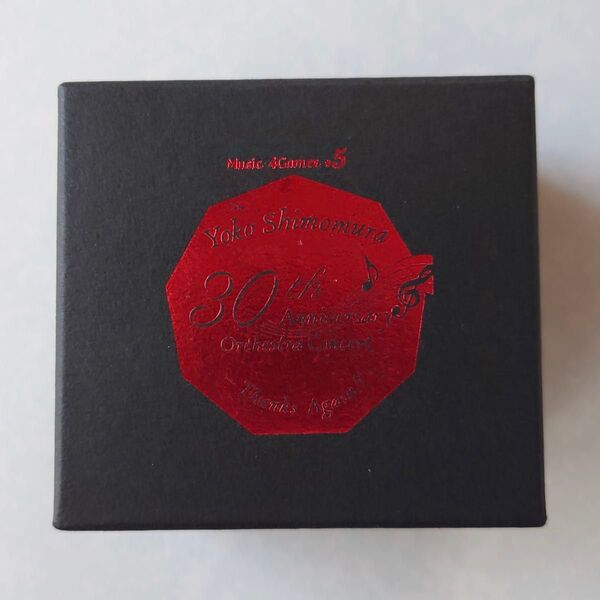 Music 4Gamer #5
Yoko Shimomura
30th
Anniversary
Orchestra Concert
Thanks Again!